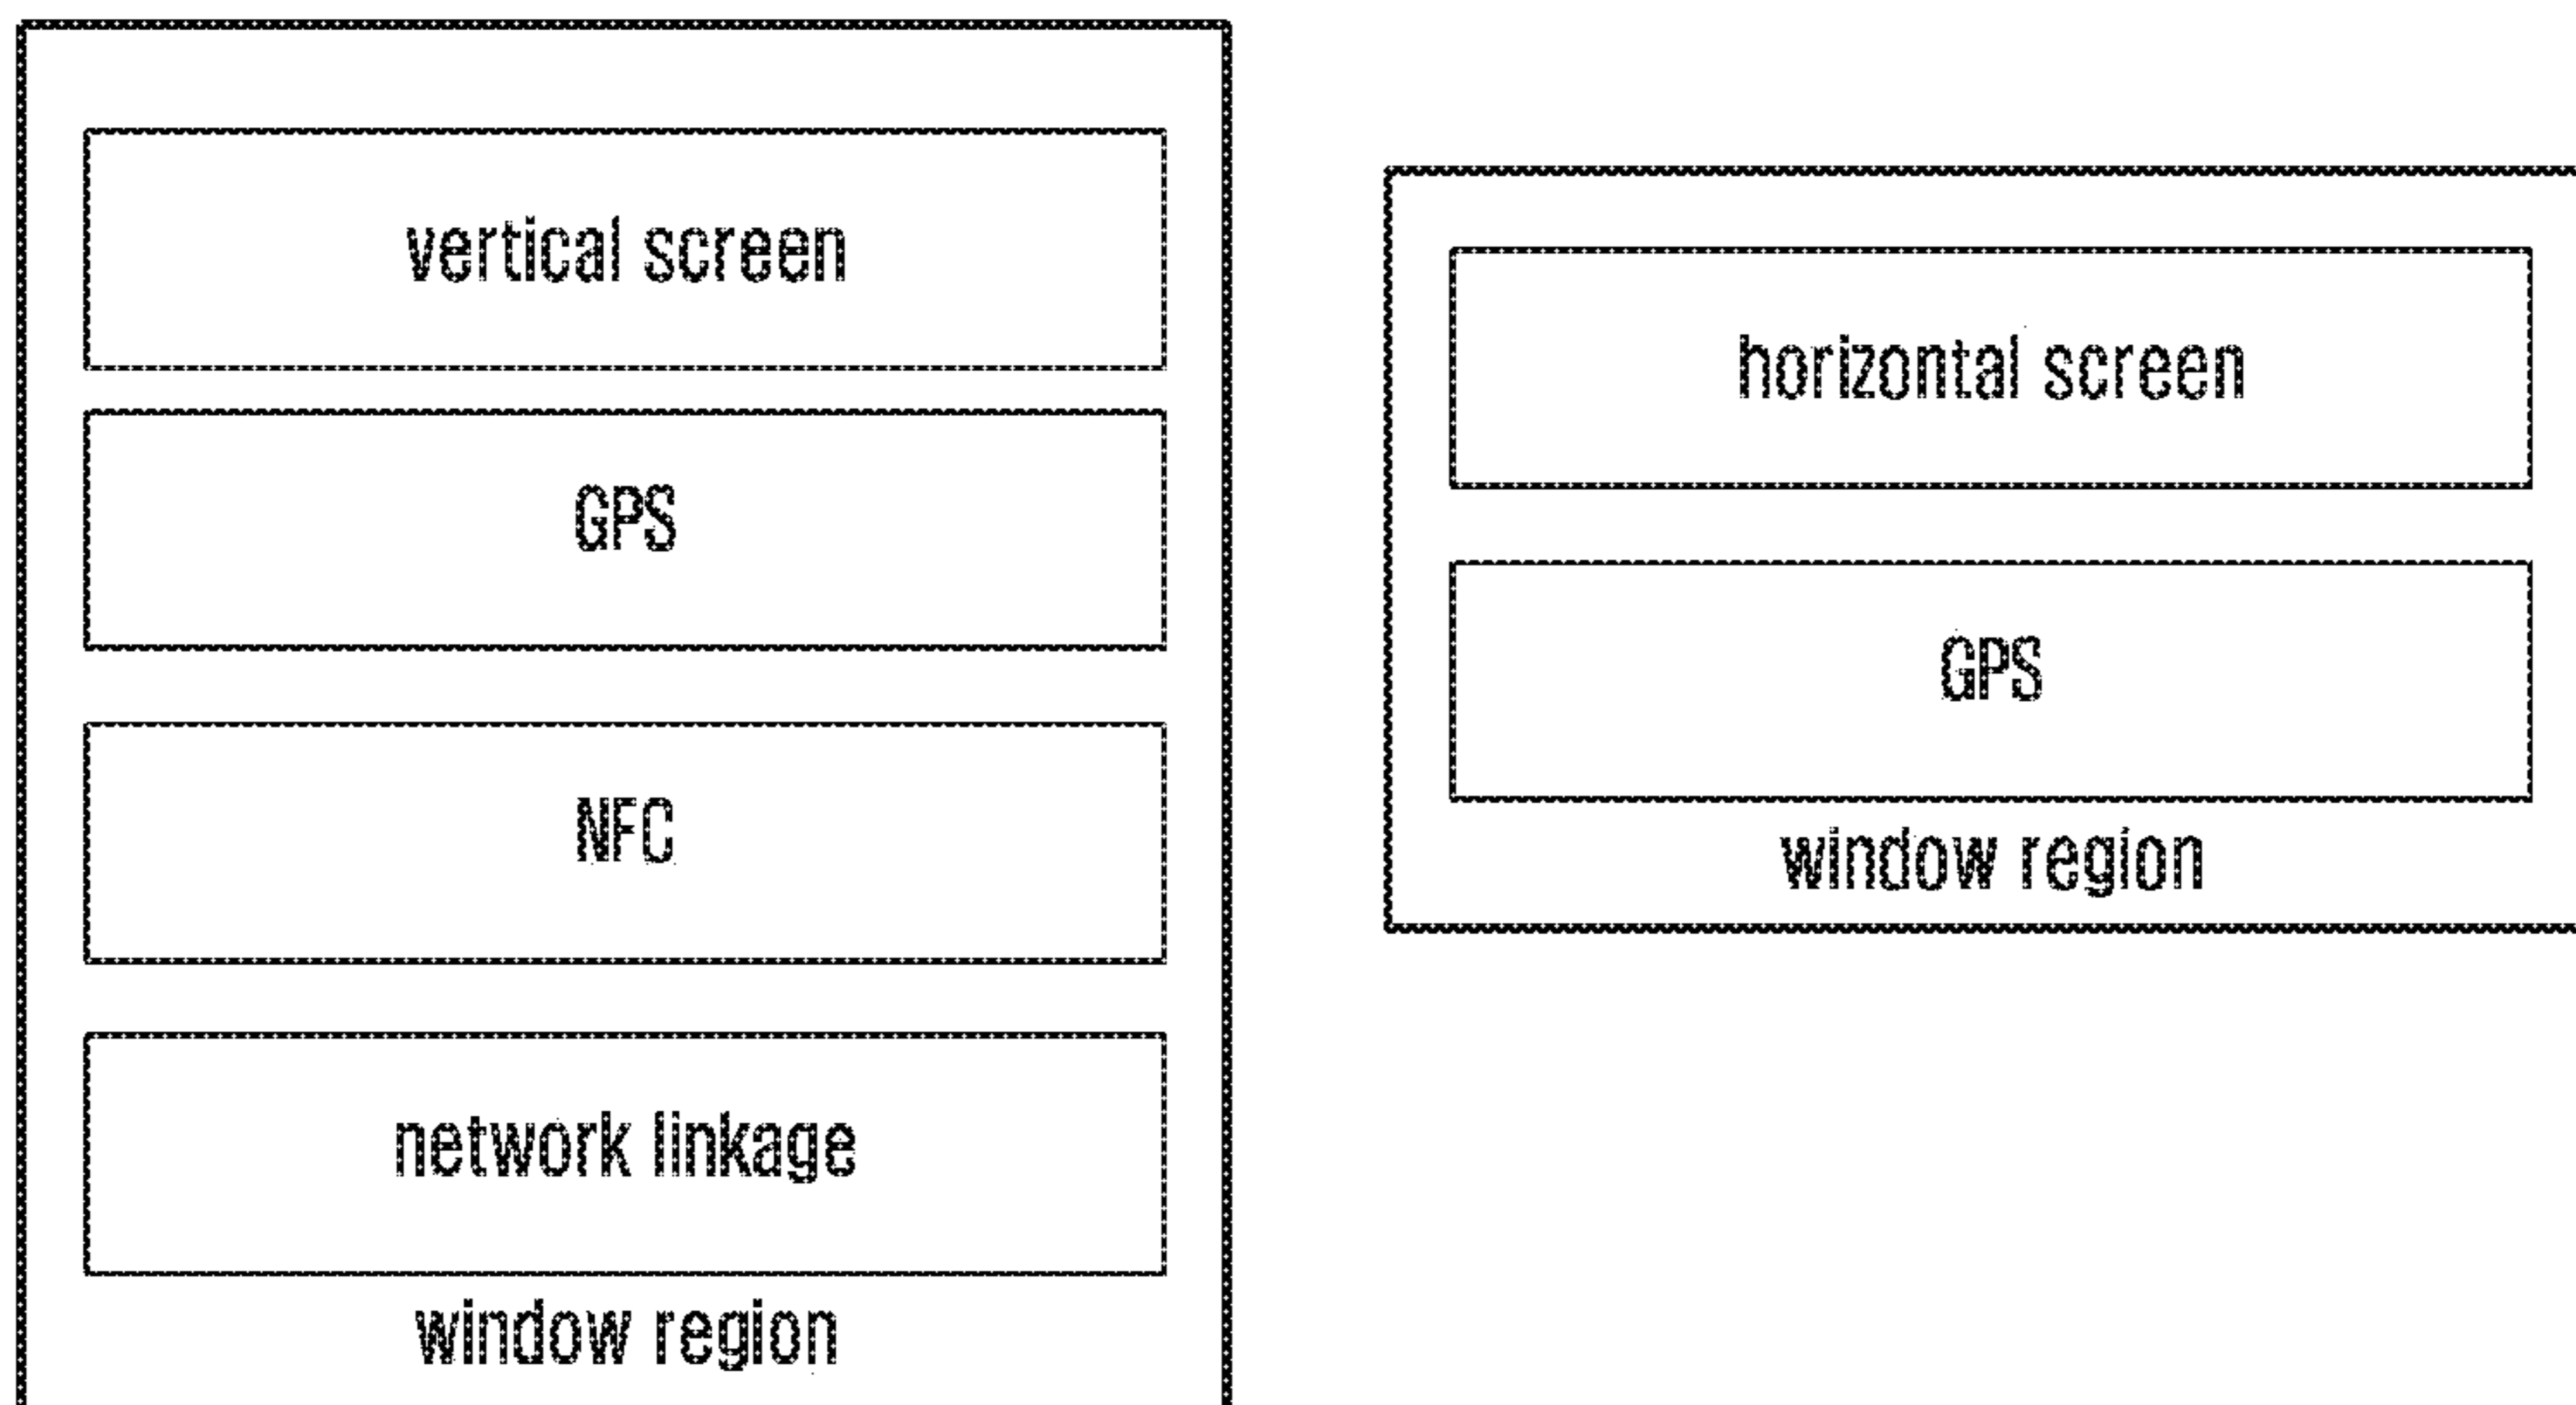 vertical screen
GPS
NFC
network linkage
window region
horizontal screen
GPS
window region